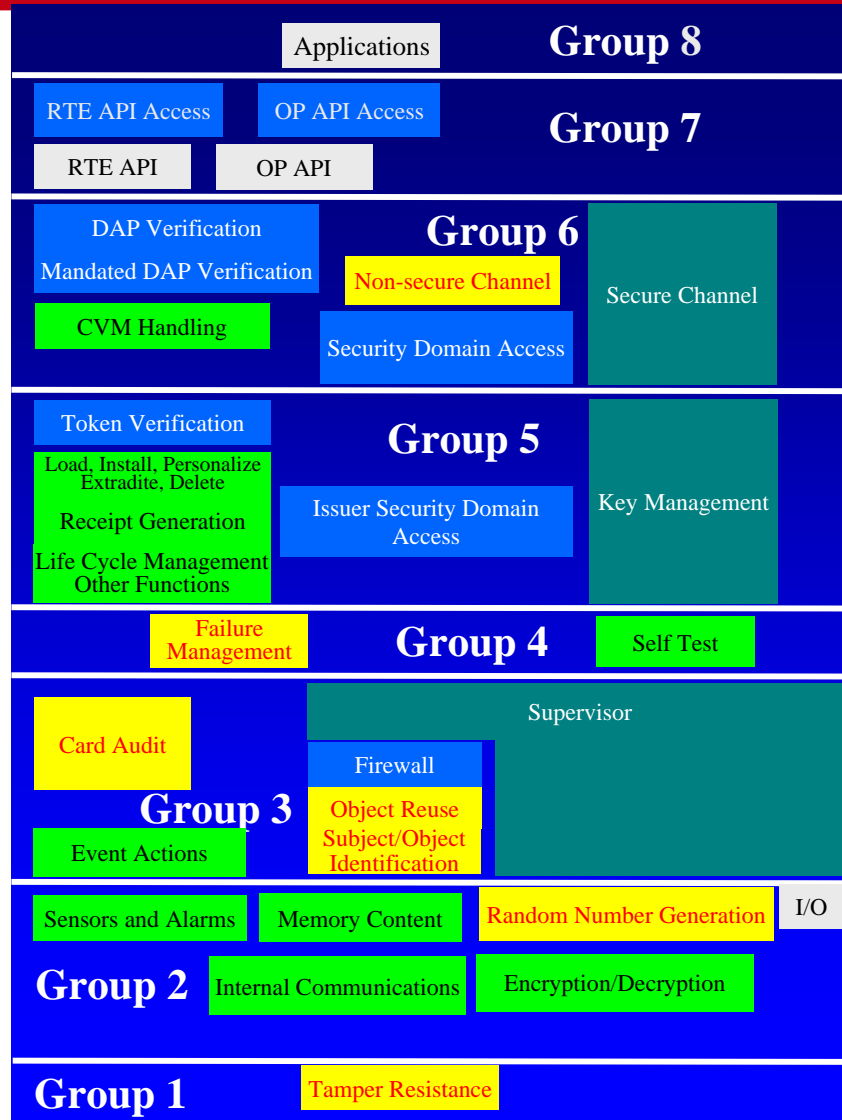 Applications
Group 8
RTE API Access
OP API Access
Group 7
RTE API
OP API
DAP Verification
Mandated DAP Verification
Group 6
Non-secure Channel
Secure Channel
CVM Handling
Security Domain Access
Token Verification
Group 5
Load, Install, Personalize
Extradite, Delete
Receipt Generation
Life Cycle Management
Other Functions
Issuer Security Domain
Access
Key Management
Failure
Management
Group 4
Self Test
Supervisor
Card Audit
Firewall
Group 3
Object Reuse
Subject/Object
Identification
Event Actions
Sensors and Alarms
Memory Content
Random Number Generation
I/O
Group 2
Internal Communications
Encryption/Decryption
Group 1
Tamper Resistance